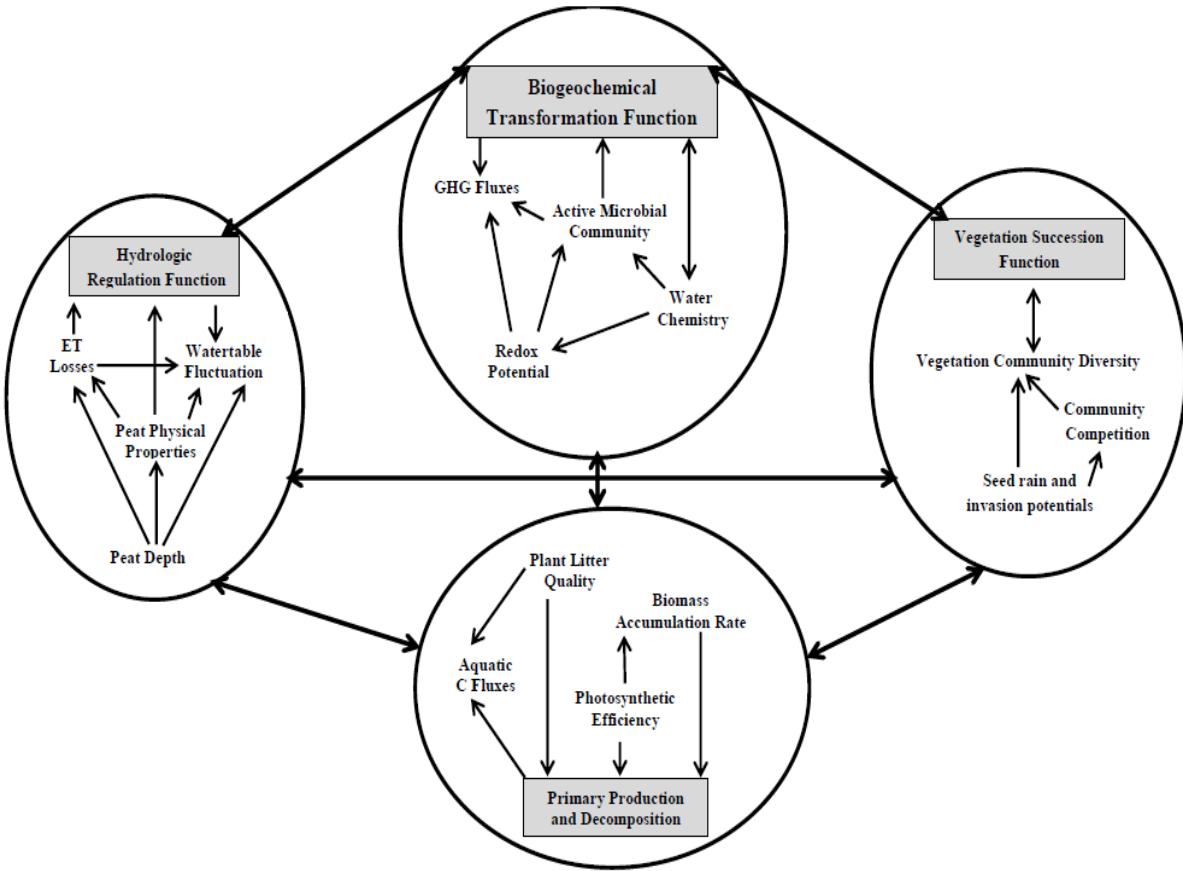 Biogeochemical
Transformation Function
GHG Fluxes
Active Microbial
Community
Water
Chemistry
Redox
Potential
Hydrologic
Regulation Function
ET
Losses
Watertable
Fluctuation
Peat Physical
Properties
Peat Depth
Vegetation Succession
Function
Vegetation Community Diversity
Community
Competition
Seed rain and
invasion potentials
Plant Litter
Quality
Biomass
Accumulation Rate
Aquatic
C Fluxes
Photosynthetic
Efficiency
Primary Production
and Decomposition